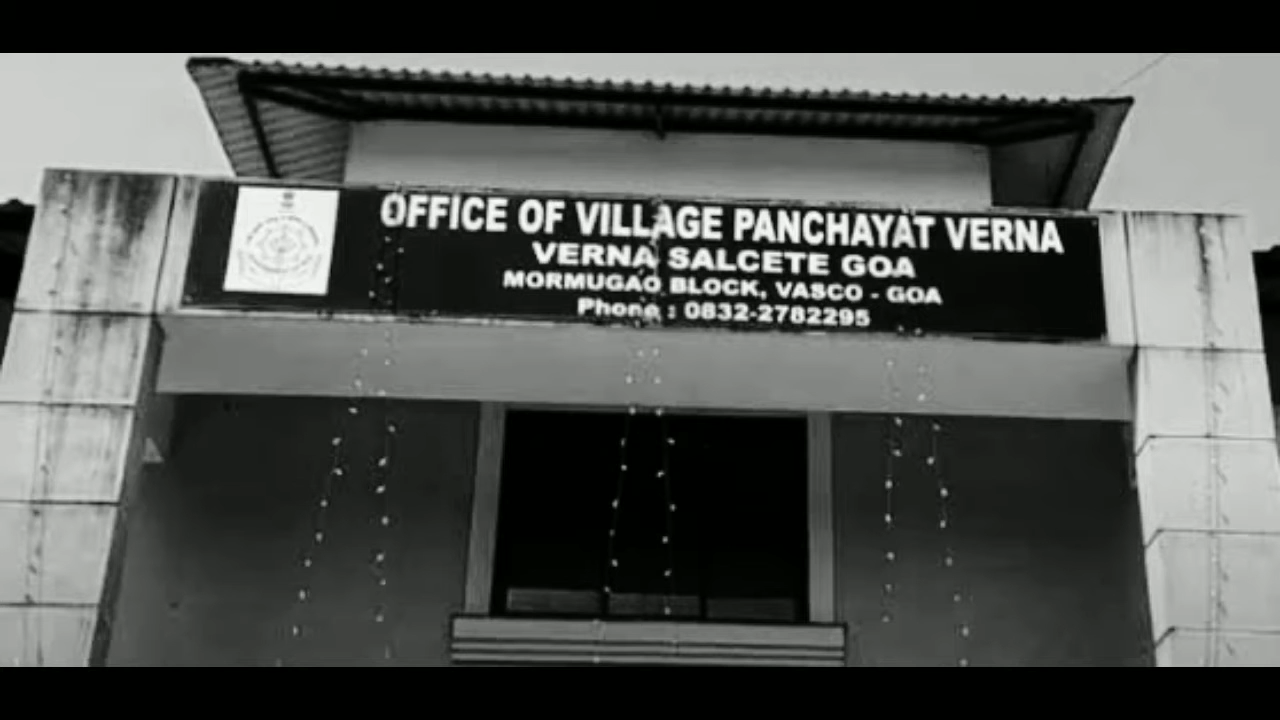 OFFICE OF VILLAGE PANCHAYAT VERNA
VERNA SALCETE GOA
MORMUGAO BLOCK, VASCO - GOA
Phone : 0832-2782295